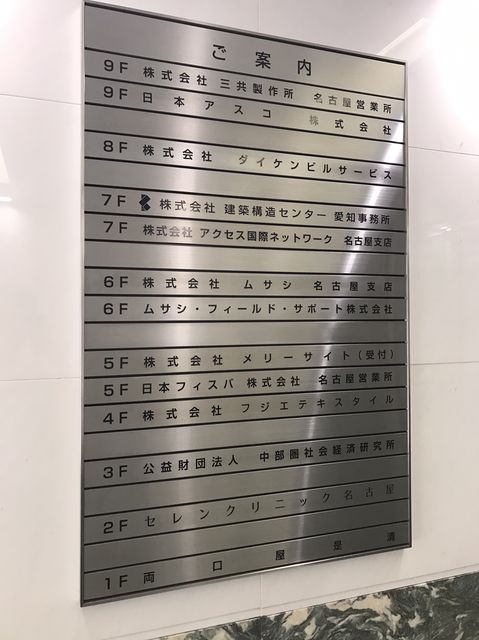 ご案内
9F 株式会社 三共製作所 名古屋営業所
9F 日本アスコ 株式会社
8F 株式会社 ダイケンビルサービス
7F 株式会社 建築構造センター 愛知事務所
7F 株式会社 アクセス国際ネットワーク 名古屋支店
6F 株式会社 ムサシ 名古屋支店
6F ムサシ・フィールド・サポート株式会社
5F 株式会社 メリーサイト(受付)
5F 日本フィスバ 株式会社 名古屋営業所
4F 株式会社 フジエテキスタイル
3F 公益財団法人 中部圏社会経済研究所
2F セレンクリニック名古屋
1F 両口屋是清